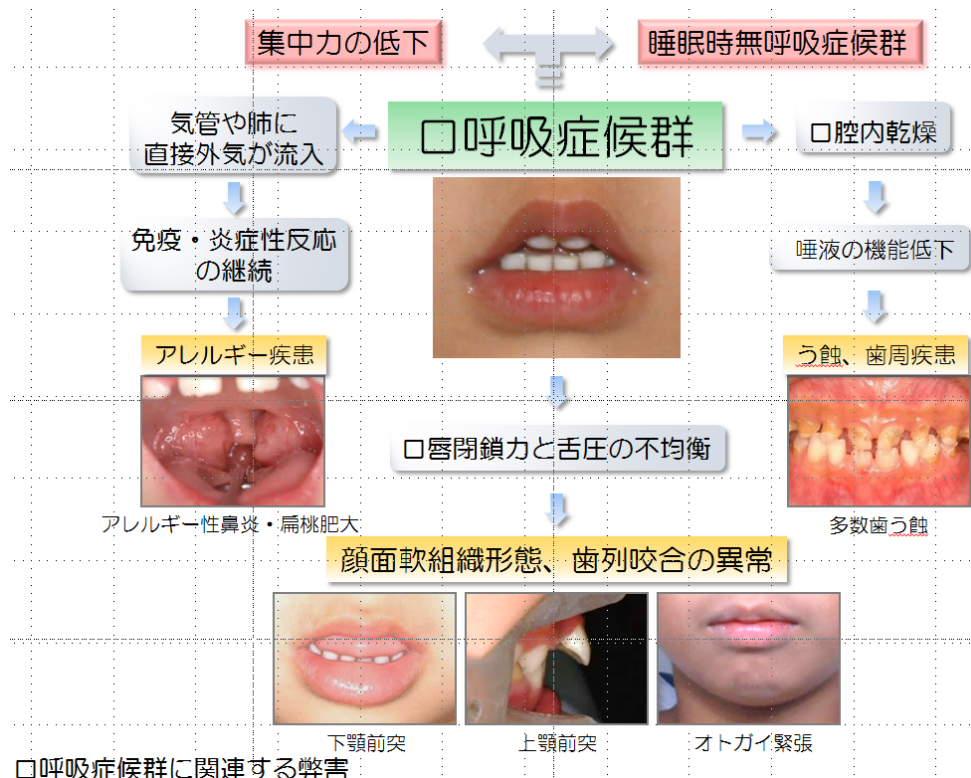 集中力の低下
睡眠時無呼吸症候群
気管や肺に
直接外気が流入
口呼吸症候群
口腔内乾燥
免疫・炎症性反応
の継続
唾液の機能低下
アレルギー疾患
う蝕、歯周疾患
口唇閉鎖力と舌圧の不均衡
アレルギー性鼻炎・扁桃肥大
多数歯う蝕
顔面軟組織形態、歯列咬合の異常
下顎前突
上顎前突
オトガイ緊張
口呼吸症候群に関連する弊害